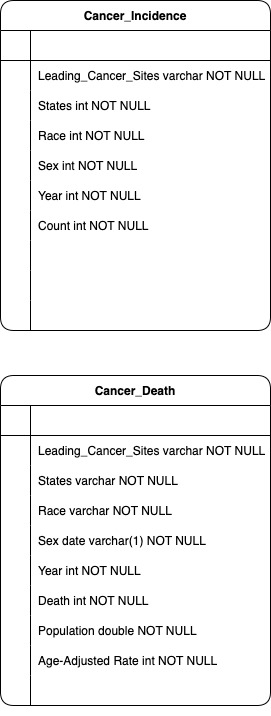 Cancer_Incidence
Leading_Cancer_Sites varchar NOT NULL
States int NOT NULL
Race int NOT NULL
Sex int NOT NULL
Year int NOT NULL
Count int NOT NULL
Cancer_Death
Leading_Cancer_Sites varchar NOT NULL
States varchar NOT NULL
Race varchar NOT NULL
Sex date varchar(1) NOT NULL
Year int NOT NULL
Death int NOT NULL
Population double NOT NULL
Age-Adjusted Rate int NOT NULL